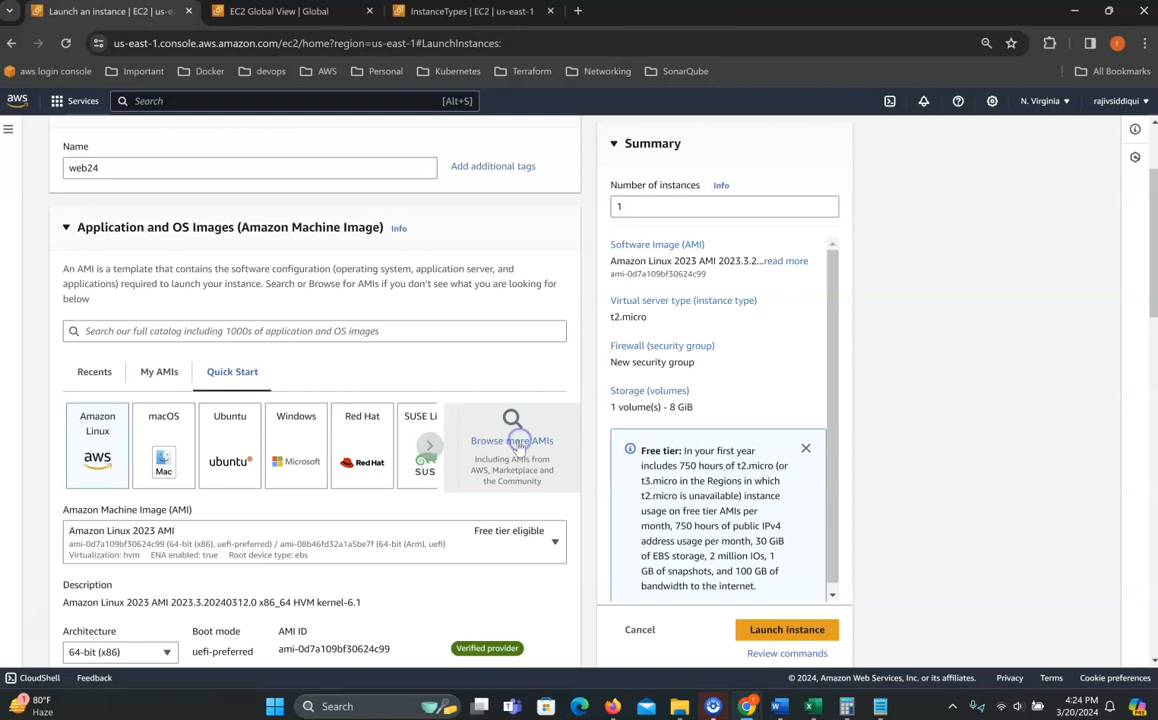 Launch an instance | EC2 | us-e
EC2 Global View | Global
InstanceTypes | EC2 | us-east-1
us-east-1.console.aws.amazon.com/ec2/home?region=us-east-1#LaunchInstances:
aws login console
Important
Docker
devops
AWS
Personal
Kubernetes
Terraform
Networking
SonarQube
All Bookmarks
aws
Services
Search
[Alt+S]
N. Virginia
rajivsiddiqui
Name
web24
Add additional tags
Application and OS Images (Amazon Machine Image)
Info
An AMI is a template that contains the software configuration (operating system, application server, and
applications) required to launch your instance. Search or Browse for AMIs if you don't see what you are looking for
below
Search our full catalog including 1000s of application and OS images
Recents
My AMIs
Quick Start
Amazon
Linux
aws
macOS
Mac
Ubuntu
ubuntu
Windows
Microsoft
Red Hat
Red Hat
SUSE Li
SUS
Browse more AMIs
Including AMIs from
AWS, Marketplace and
the Community
Amazon Machine Image (AMI)
Amazon Linux 2023 AMI
Free tier eligible
ami-0d7a109bf30624c99 (64-bit (x86), uefi-preferred) / ami-08b46fd32a1a5be7f (64-bit (Arm), uefi)
Virtualization: hvm ENA enabled: true Root device type: ebs
Description
Amazon Linux 2023 AMI 2023.3.20240312.0 x86_64 HVM kernel-6.1
Architecture
64-bit (x86)
Boot mode
uefi-preferred
AMI ID
ami-0d7a109bf30624c99
Verified provider
Summary
Number of instances
Info
1
Software Image (AMI)
Amazon Linux 2023 AMI 2023.3.2...read more
ami-0d7a109bf30624c99
Virtual server type (instance type)
t2.micro
Firewall (security group)
New security group
Storage (volumes)
1 volume(s) - 8 GiB
Free tier: In your first year
includes 750 hours of t2.micro (or
t3.micro in the Regions in which
t2.micro is unavailable) instance
usage on free tier AMIs per
month, 750 hours of public IPv4
address usage per month, 30 GiB
of EBS storage, 2 million IOs, 1
GB of snapshots, and 100 GB of
bandwidth to the internet.
Cancel
Launch instance
Review commands
CloudShell
Feedback
© 2024, Amazon Web Services, Inc. or its affiliates.
Privacy
Terms
Cookie preferences
80°F
Haze
Search
4:24 PM
3/20/2024